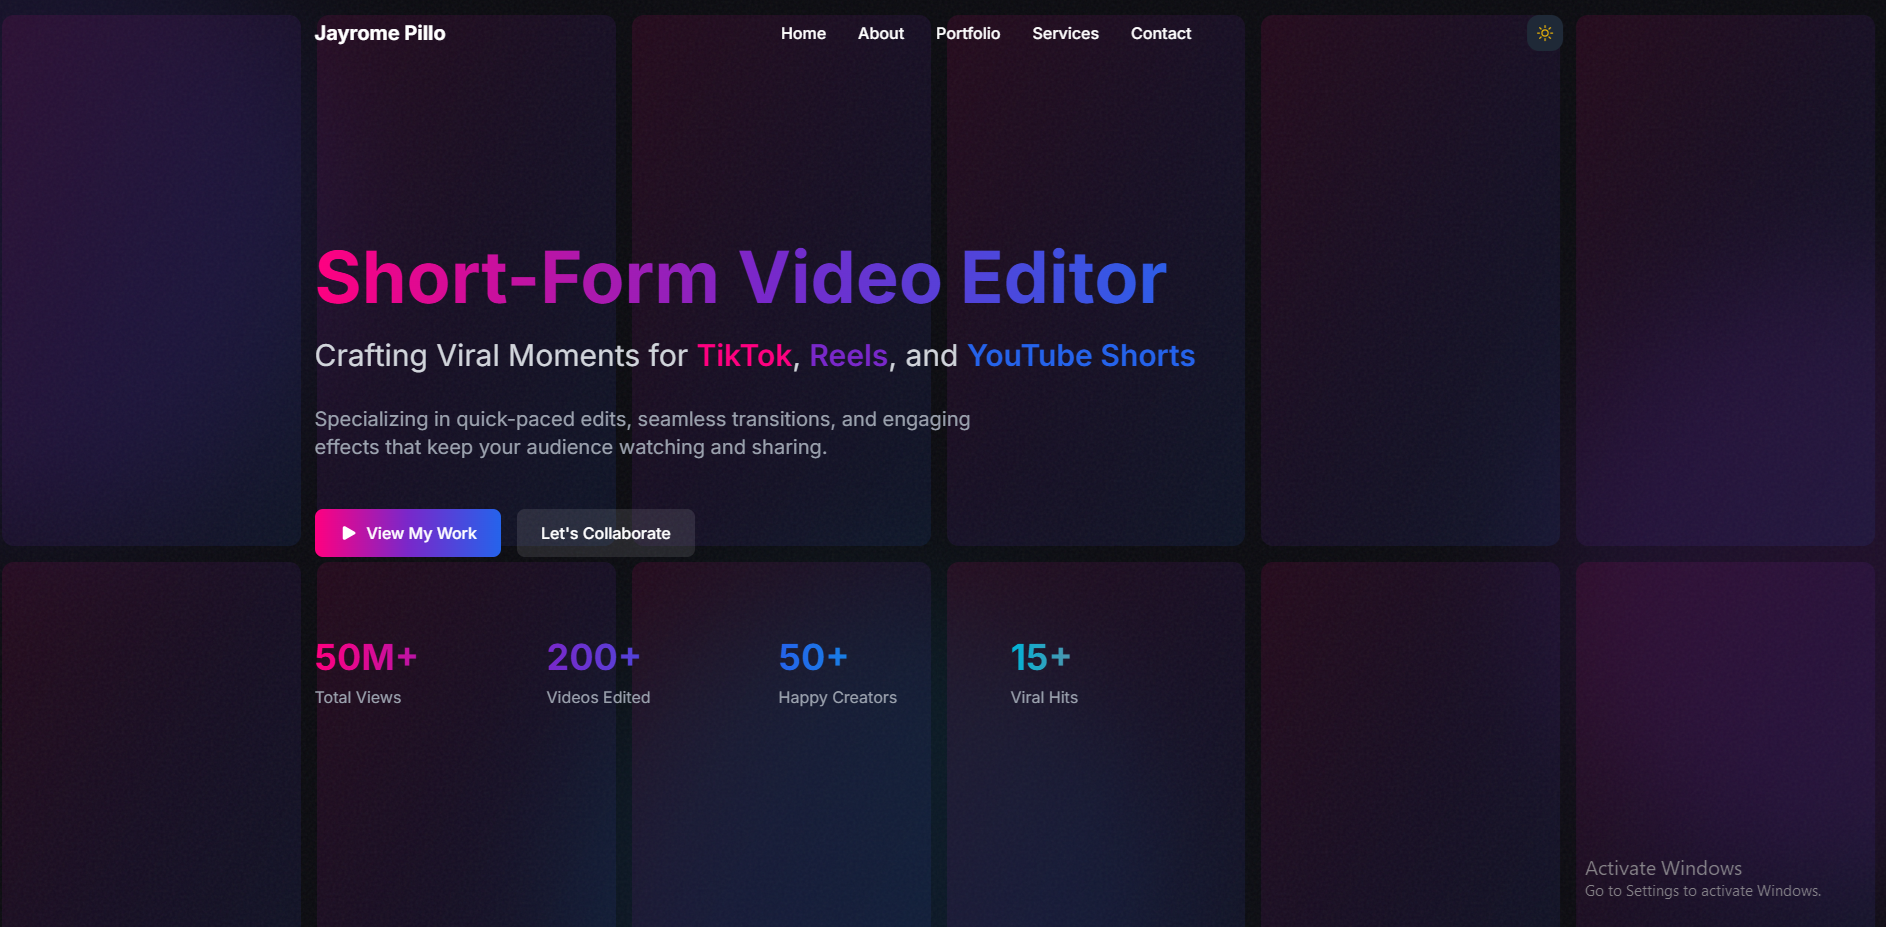 Jayrome Pillo
Home About Portfolio Services Contact
Short-Form Video Editor
Crafting Viral Moments for TikTok, Reels, and YouTube Shorts
Specializing in quick-paced edits, seamless transitions, and engaging
effects that keep your audience watching and sharing.
View My Work
Let's Collaborate
50M+
Total Views
200+
Videos Edited
50+
Happy Creators
15+
Viral Hits
Activate Windows
Go to Settings to activate Windows.